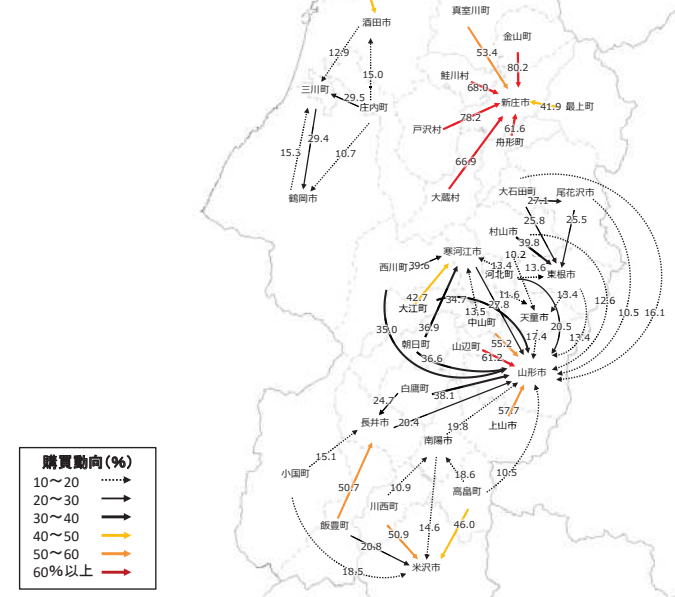 真室川町
酒田市
金山町
12.9
53.4
80.2
15.0
鮭川村
68.0
三川町
29.5
庄内町
新庄市
41.9
最上町
78.2
戸沢村
61.6
舟形町
29.4
15.3
10.7
66.9
鶴岡市
大蔵村
大石田町
尾花沢市
27.1
25.8
25.5
村山市
39.8
寒河江市
10.2
西川町
39.6
13.4
河北町
13.6
東根市
42.7
34.7
11.6
13.4
12.6
大江町
27.8
13.5
中山町
天童市
10.5
16.1
35.0
36.9
20.5
17.4
13.4
朝日町
山辺町
55.2
36.6
61.2
山形市
白鷹町
24.7
38.1
57.7
長井市
20.4
19.8
上山市
南陽市
購買動向(%)
10～20
20～30
30～40
40～50
50～60
60%以上
15.1
小国町
18.6
10.5
50.7
10.9
高畠町
川西町
飯豊町
14.6
46.0
50.9
20.8
18.5
米沢市